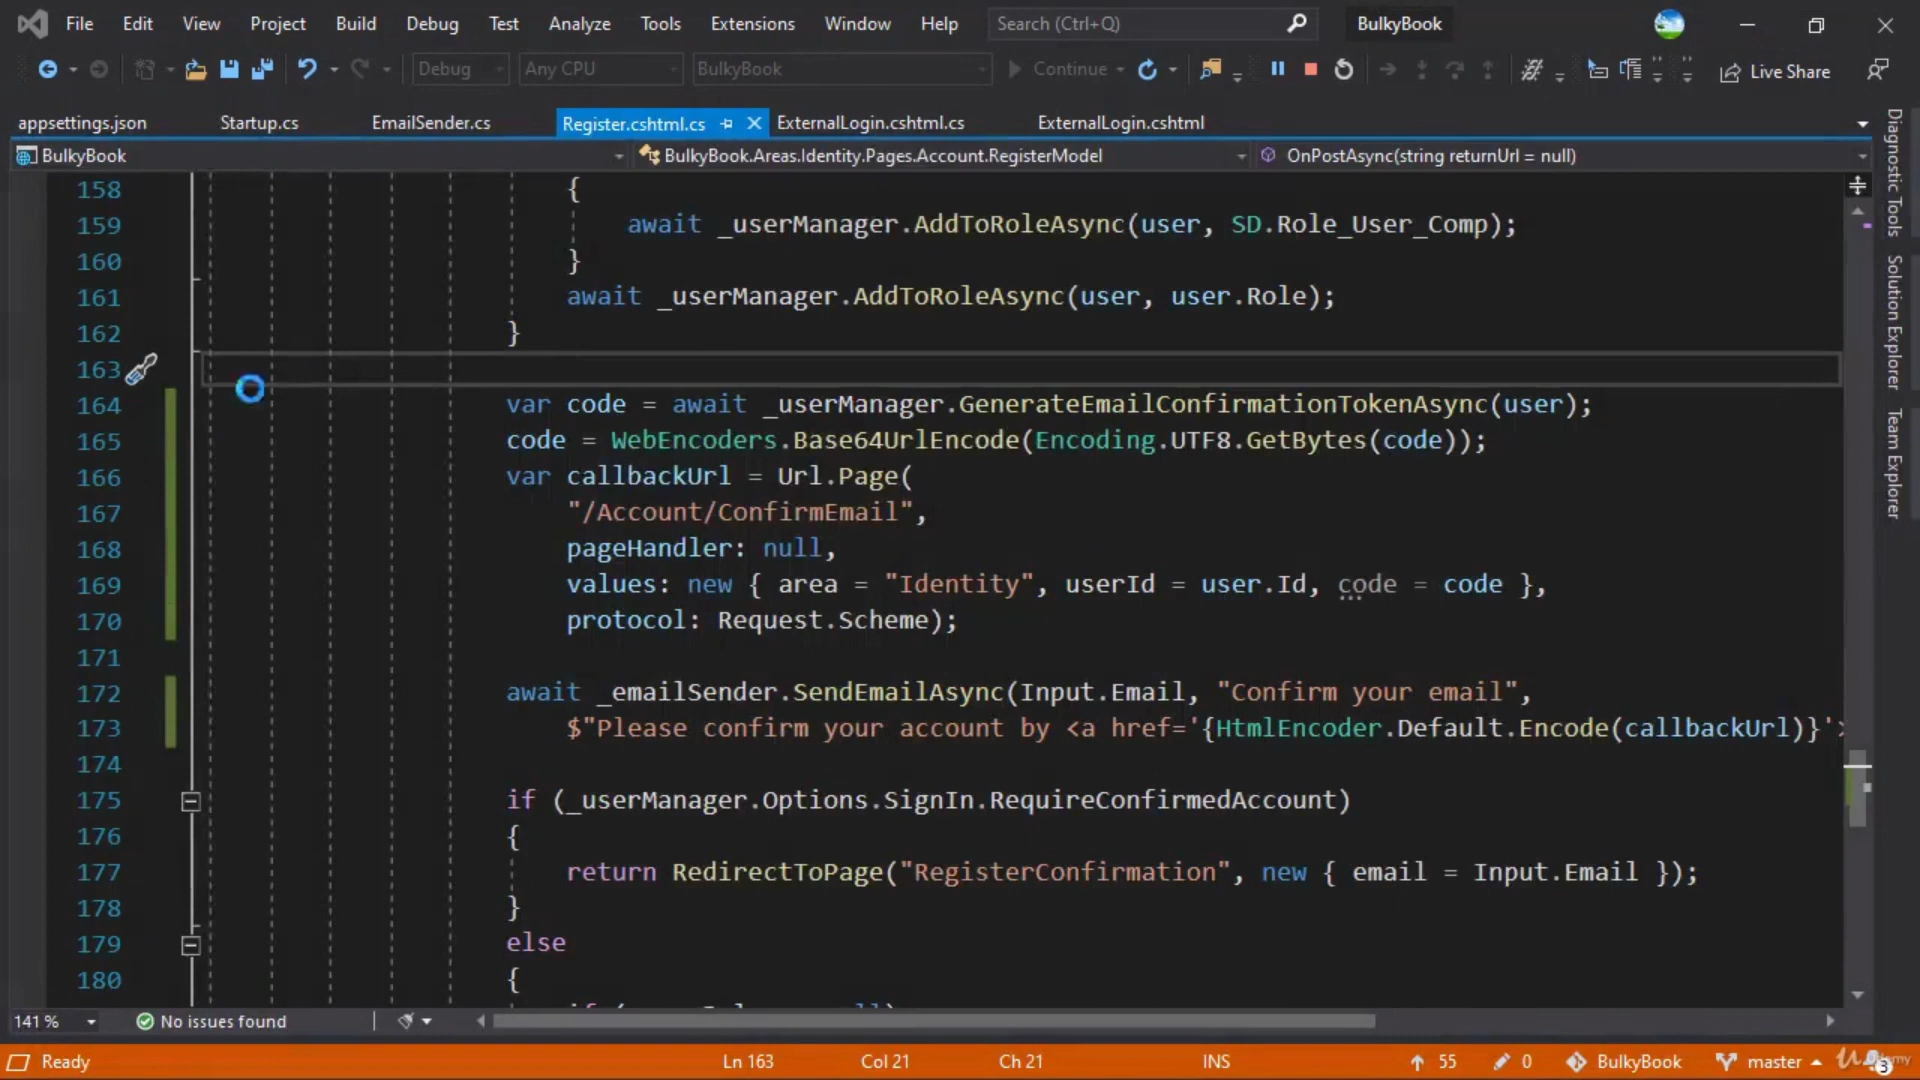 File Edit View Project Build Debug Test Analyze Tools Extensions Window Help Search (Ctrl+Q) BulkyBook
Debug Any CPU BulkyBook Continue Live Share
appsettings.json Startup.cs EmailSender.cs Register.cshtml.cs ExternalLogin.cshtml.cs ExternalLogin.cshtml
BulkyBook BulkyBook.Areas.Identity.Pages.Account.RegisterModel OnPostAsync(string returnUrl = null)
158 {
159 await _userManager.AddToRoleAsync(user, SD.Role_User_Comp);
160 }
161 await _userManager.AddToRoleAsync(user, user.Role);
162 }
163
164 var code = await _userManager.GenerateEmailConfirmationTokenAsync(user);
165 code = WebEncoders.Base64UrlEncode(Encoding.UTF8.GetBytes(code));
166 var callbackUrl = Url.Page(
167 "/Account/ConfirmEmail",
168 pageHandler: null,
169 values: new { area = "Identity", userId = user.Id, code = code },
170 protocol: Request.Scheme);
171
172 await _emailSender.SendEmailAsync(Input.Email, "Confirm your email",
173 $"Please confirm your account by <a href='{HtmlEncoder.Default.Encode(callbackUrl)}'>
174
175 if (_userManager.Options.SignIn.RequireConfirmedAccount)
176 {
177 return RedirectToPage("RegisterConfirmation", new { email = Input.Email });
178 }
179 else
180 {
Diagnostic Tools
Solution Explorer
Team Explorer
141 % No issues found
Ready Ln 163 Col 21 Ch 21 INS 55 0 BulkyBook master 3